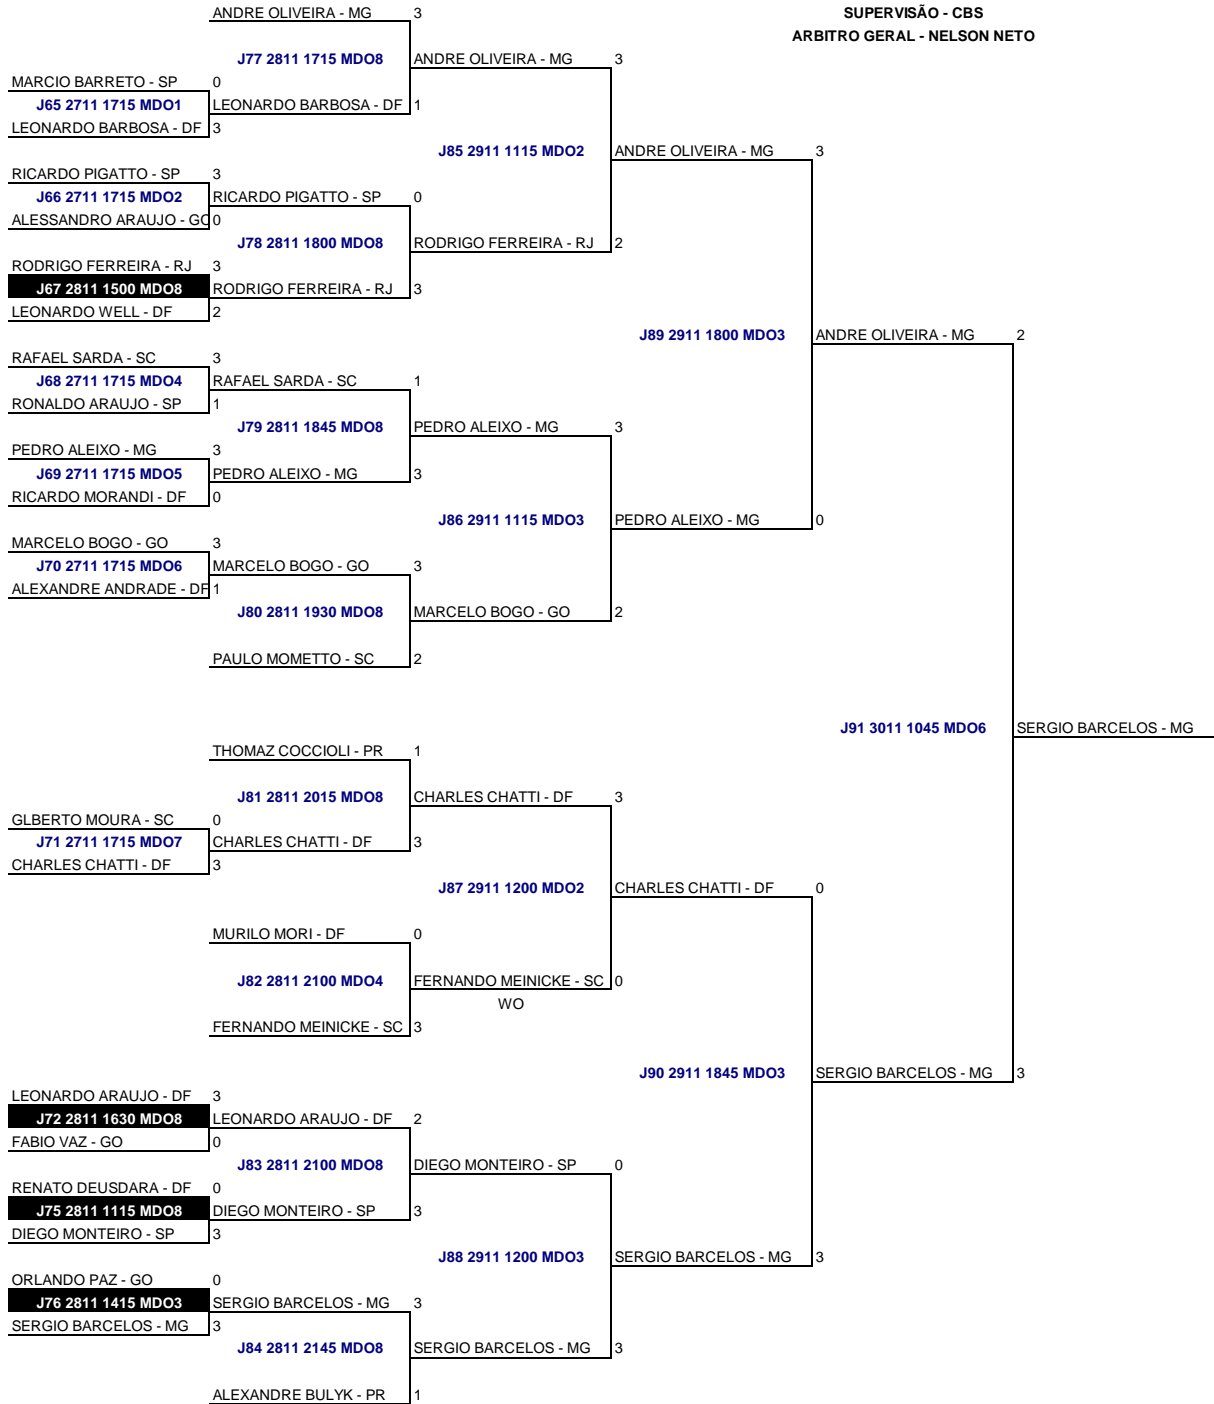 ANDRE OLIVEIRA - MG 3 SUPERVISÃO - CBS
ARBITRO GERAL - NELSON NETO
J77 2811 1715 MDO8 ANDRE OLIVEIRA - MG 3
MARCIO BARRETO - SP 0
J65 2711 1715 MDO1 LEONARDO BARBOSA - DF 1
LEONARDO BARBOSA - DF 3
J85 2911 1115 MDO2 ANDRE OLIVEIRA - MG 3
RICARDO PIGATTO - SP 3
J66 2711 1715 MDO2 RICARDO PIGATTO - SP 0
ALESSANDRO ARAUJO - GO 0
J78 2811 1800 MDO8 RODRIGO FERREIRA - RJ 2
RODRIGO FERREIRA - RJ 3
J67 2811 1500 MDO8 RODRIGO FERREIRA - RJ 3
LEONARDO WELL - DF 2
J89 2911 1800 MDO3 ANDRE OLIVEIRA - MG 2
RAFAEL SARDA - SC 3
J68 2711 1715 MDO4 RAFAEL SARDA - SC 1
RONALDO ARAUJO - SP 1
J79 2811 1845 MDO8 PEDRO ALEIXO - MG 3
PEDRO ALEIXO - MG 3
J69 2711 1715 MDO5 PEDRO ALEIXO - MG 3
RICARDO MORANDI - DF 0
J86 2911 1115 MDO3 PEDRO ALEIXO - MG 0
MARCELO BOGO - GO 3
J70 2711 1715 MDO6 MARCELO BOGO - GO 3
ALEXANDRE ANDRADE - DF 1
J80 2811 1930 MDO8 MARCELO BOGO - GO 2
PAULO MOMETTO - SC 2
J91 3011 1045 MDO6 SERGIO BARCELOS - MG
THOMAZ COCCIOLI - PR 1
J81 2811 2015 MDO8 CHARLES CHATTI - DF 3
GLBERTO MOURA - SC 0
J71 2711 1715 MDO7 CHARLES CHATTI - DF 3
CHARLES CHATTI - DF 3
J87 2911 1200 MDO2 CHARLES CHATTI - DF 0
MURILO MORI - DF 0
J82 2811 2100 MDO4 FERNANDO MEINICKE - SC 0
WO
FERNANDO MEINICKE - SC 3
J90 2911 1845 MDO3 SERGIO BARCELOS - MG 3
LEONARDO ARAUJO - DF 3
J72 2811 1630 MDO8 LEONARDO ARAUJO - DF 2
FABIO VAZ - GO 0
J83 2811 2100 MDO8 DIEGO MONTEIRO - SP 0
RENATO DEUSDARA - DF 0
J75 2811 1115 MDO8 DIEGO MONTEIRO - SP 3
DIEGO MONTEIRO - SP 3
J88 2911 1200 MDO3 SERGIO BARCELOS - MG 3
ORLANDO PAZ - GO 0
J76 2811 1415 MDO3 SERGIO BARCELOS - MG 3
SERGIO BARCELOS - MG 3
J84 2811 2145 MDO8 SERGIO BARCELOS - MG 3
ALEXANDRE BULYK - PR 1